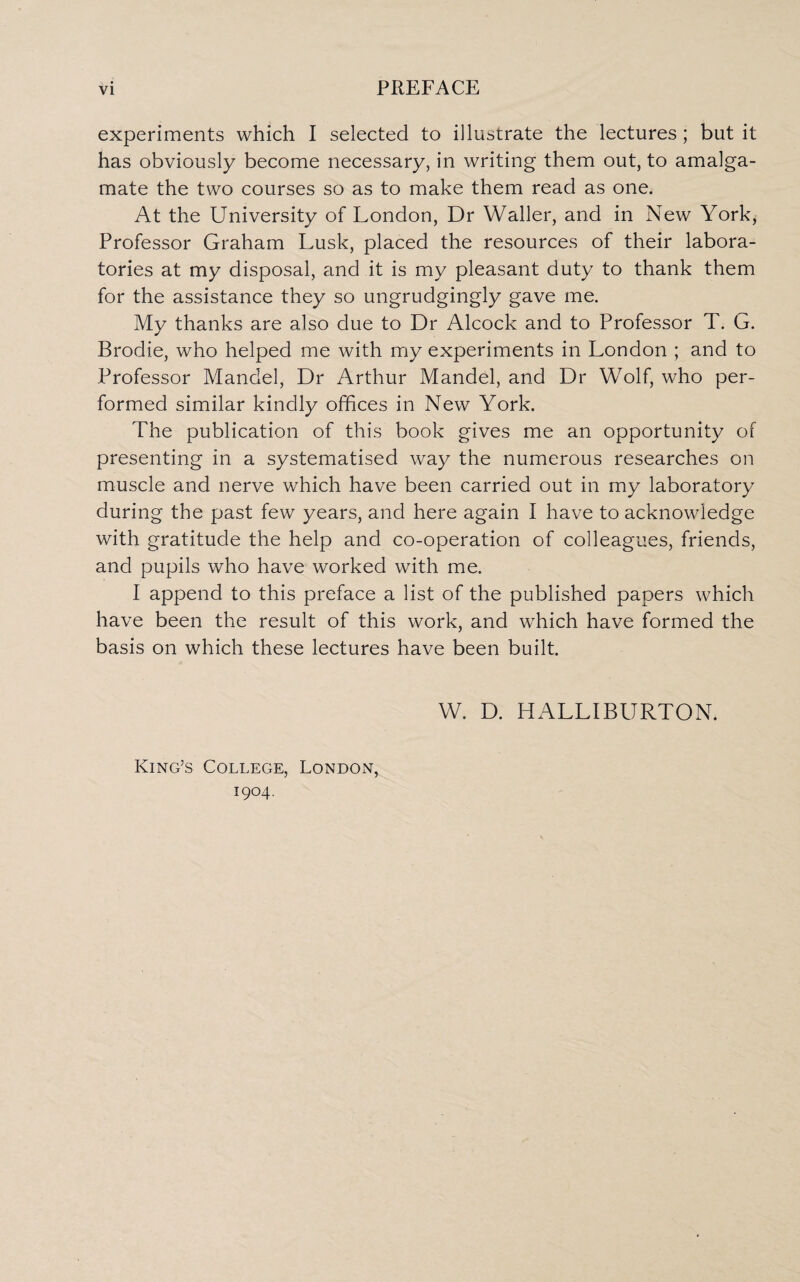 vi PREFACE
experiments which I selected to illustrate the lectures ; but it
has obviously become necessary, in writing them out, to amalga-
mate the two courses so as to make them read as one.
At the University of London, Dr Waller, and in New York,
Professor Graham Lusk, placed the resources of their labora-
tories at my disposal, and it is my pleasant duty to thank them
for the assistance they so ungrudgingly gave me.
My thanks are also due to Dr Alcock and to Professor T. G.
Brodie, who helped me with my experiments in London ; and to
Professor Mandel, Dr Arthur Mandel, and Dr Wolf, who per-
formed similar kindly offices in New York.
The publication of this book gives me an opportunity of
presenting in a systematised way the numerous researches on
muscle and nerve which have been carried out in my laboratory
during the past few years, and here again I have to acknowledge
with gratitude the help and co-operation of colleagues, friends,
and pupils who have worked with me.
I append to this preface a list of the published papers which
have been the result of this work, and which have formed the
basis on which these lectures have been built.
W. D. HALLIBURTON.
King's College, London,
1904.